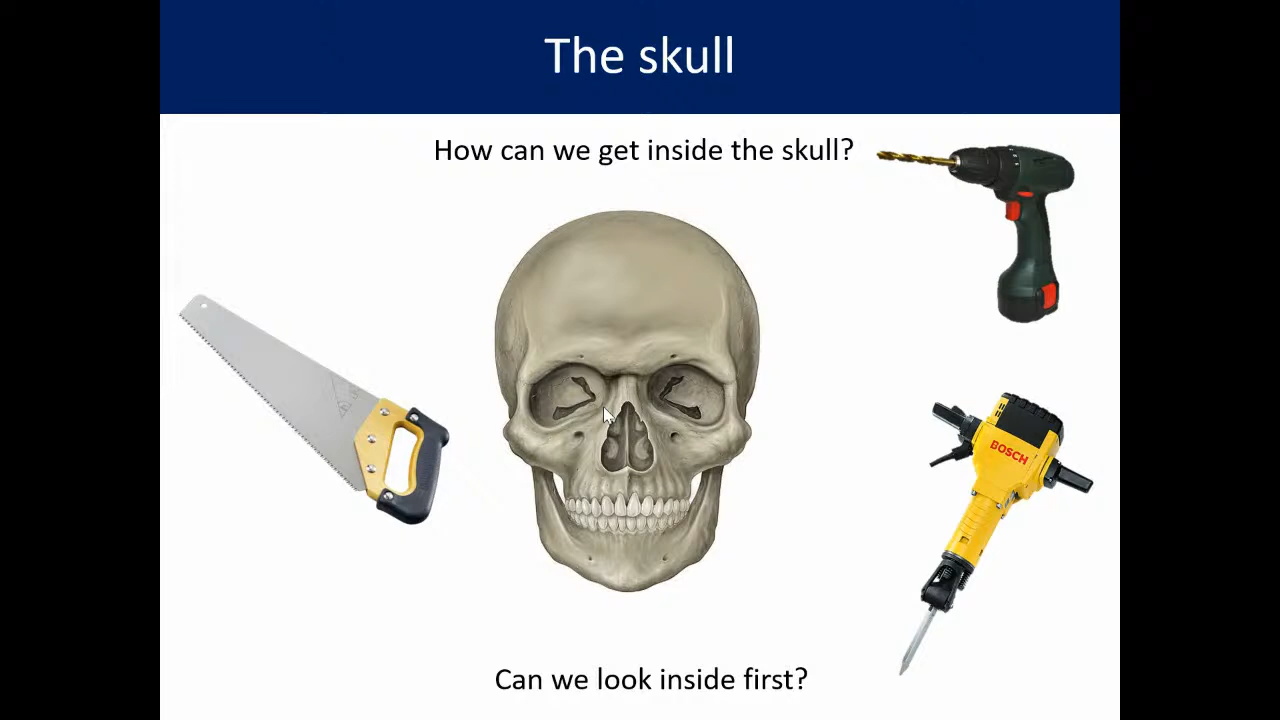 The skull
How can we get inside the skull?
BOSCH
Can we look inside first?